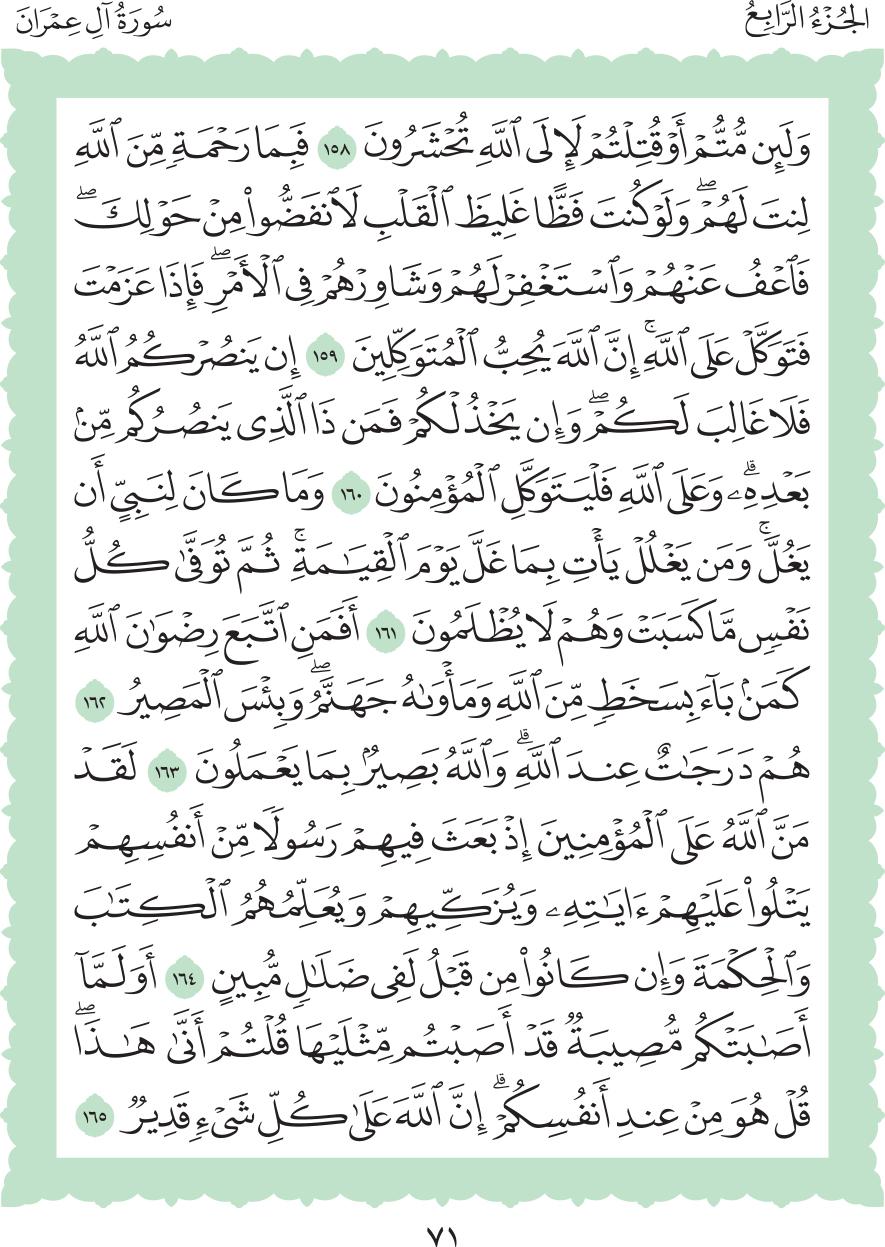 الجُزْءُ الرَّابِعُ
سُورَةُ آلِ عِمْرَانَ
وَلَئِن مُّتُّمْ أَوْ قُتِلْتُمْ لَإِلَى ٱللَّهِ تُحْشَرُونَ ١٥٨ فَبِمَا رَحْمَةٍ مِّنَ ٱللَّهِ
لِنتَ لَهُمْۖ وَلَوْ كُنتَ فَظًّا غَلِيظَ ٱلْقَلْبِ لَٱنفَضُّوا۟ مِنْ حَوْلِكَۖ
فَٱعْفُ عَنْهُمْ وَٱسْتَغْفِرْ لَهُمْ وَشَاوِرْهُمْ فِى ٱلْأَمْرِۖ فَإِذَا عَزَمْتَ
فَتَوَكَّلْ عَلَى ٱللَّهِۚ إِنَّ ٱللَّهَ يُحِبُّ ٱلْمُتَوَكِّلِينَ ١٥٩ إِن يَنصُرْكُمُ ٱللَّهُ
فَلَا غَالِبَ لَكُمْۖ وَإِن يَخْذُلْكُمْ فَمَن ذَا ٱلَّذِى يَنصُرُكُم مِّنۢ
بَعْدِهِۦۗ وَعَلَى ٱللَّهِ فَلْيَتَوَكَّلِ ٱلْمُؤْمِنُونَ ١٦٠ وَمَا كَانَ لِنَبِىٍّ أَن
يَغُلَّۚ وَمَن يَغْلُلْ يَأْتِ بِمَا غَلَّ يَوْمَ ٱلْقِيَـٰمَةِۚ ثُمَّ تُوَفَّىٰ كُلُّ
نَفْسٍ مَّا كَسَبَتْ وَهُمْ لَا يُظْلَمُونَ ١٦١ أَفَمَنِ ٱتَّبَعَ رِضْوَٰنَ ٱللَّهِ
كَمَنۢ بَآءَ بِسَخَطٍ مِّنَ ٱللَّهِ وَمَأْوَىٰهُ جَهَنَّمُۖ وَبِئْسَ ٱلْمَصِيرُ ١٦٢
هُمْ دَرَجَـٰتٌ عِندَ ٱللَّهِۗ وَٱللَّهُ بَصِيرٌۢ بِمَا يَعْمَلُونَ ١٦٣ لَقَدْ
مَنَّ ٱللَّهُ عَلَى ٱلْمُؤْمِنِينَ إِذْ بَعَثَ فِيهِمْ رَسُولًا مِّنْ أَنفُسِهِمْ
يَتْلُوا۟ عَلَيْهِمْ ءَايَـٰتِهِۦ وَيُزَكِّيهِمْ وَيُعَلِّمُهُمُ ٱلْكِتَـٰبَ
وَٱلْحِكْمَةَ وَإِن كَانُوا۟ مِن قَبْلُ لَفِى ضَلَـٰلٍ مُّبِينٍ ١٦٤ أَوَلَمَّآ
أَصَـٰبَتْكُم مُّصِيبَةٌ قَدْ أَصَبْتُم مِّثْلَيْهَا قُلْتُمْ أَنَّىٰ هَـٰذَاۖ
قُلْ هُوَ مِنْ عِندِ أَنفُسِكُمْۗ إِنَّ ٱللَّهَ عَلَىٰ كُلِّ شَىْءٍ قَدِيرٌ ١٦٥
٧١